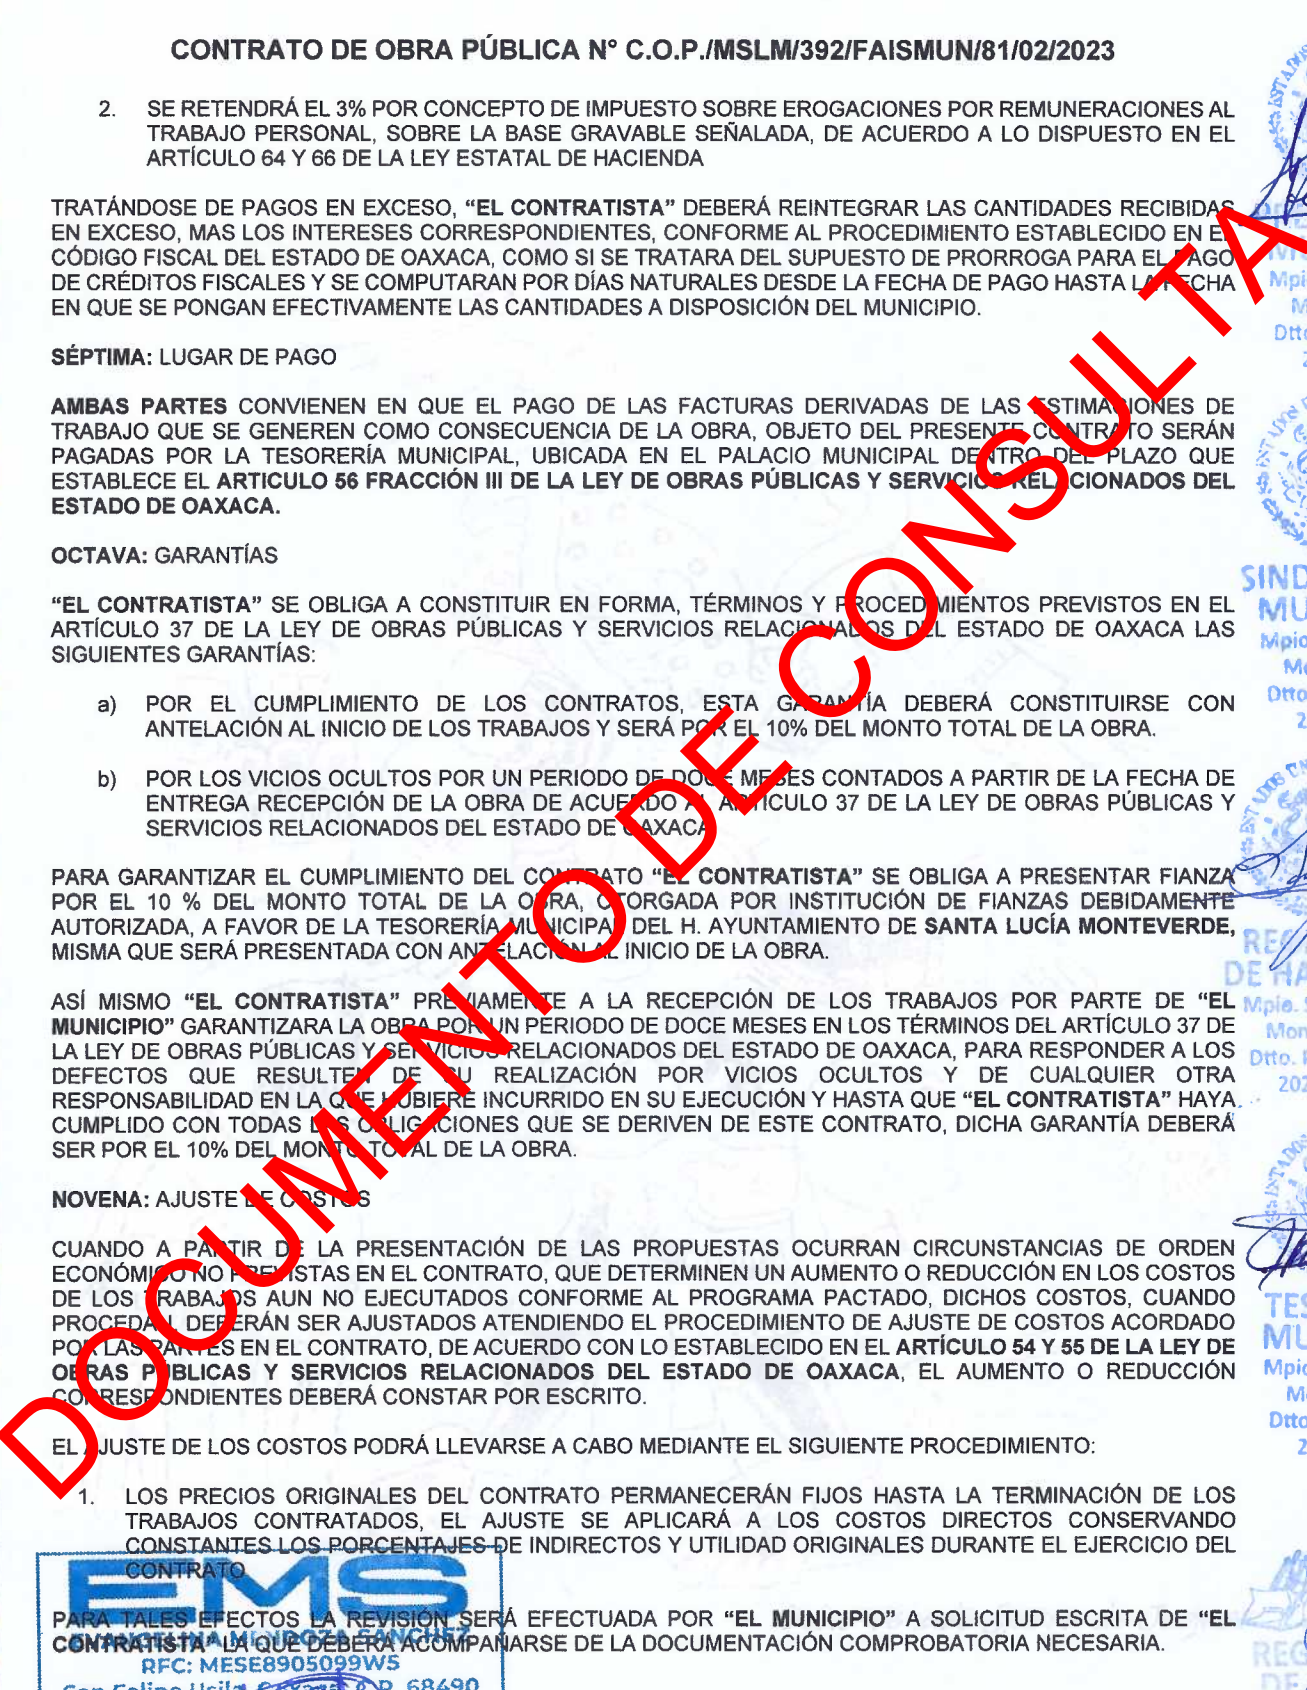 CONTRATO DE OBRA PÚBLICA N° C.O.P./MSLM/392/FAISMUN/81/02/2023
2. SE RETENDRÁ EL 3% POR CONCEPTO DE IMPUESTO SOBRE EROGACIONES POR REMUNERACIONES AL
TRABAJO PERSONAL, SOBRE LA BASE GRAVABLE SEÑALADA, DE ACUERDO A LO DISPUESTO EN EL
ARTÍCULO 64 Y 66 DE LA LEY ESTATAL DE HACIENDA
TRATÁNDOSE DE PAGOS EN EXCESO, “EL CONTRATISTA” DEBERÁ REINTEGRAR LAS CANTIDADES RECIBIDAS
EN EXCESO, MAS LOS INTERESES CORRESPONDIENTES, CONFORME AL PROCEDIMIENTO ESTABLECIDO EN EL
CÓDIGO FISCAL DEL ESTADO DE OAXACA, COMO SI SE TRATARA DEL SUPUESTO DE PRORROGA PARA EL PAGO
DE CRÉDITOS FISCALES Y SE COMPUTARAN POR DÍAS NATURALES DESDE LA FECHA DE PAGO HASTA LA FECHA
EN QUE SE PONGAN EFECTIVAMENTE LAS CANTIDADES A DISPOSICIÓN DEL MUNICIPIO.
SÉPTIMA: LUGAR DE PAGO
AMBAS PARTES CONVIENEN EN QUE EL PAGO DE LAS FACTURAS DERIVADAS DE LAS ESTIMACIONES DE
TRABAJO QUE SE GENEREN COMO CONSECUENCIA DE LA OBRA, OBJETO DEL PRESENTE CONTRATO SERÁN
PAGADAS POR LA TESORERÍA MUNICIPAL, UBICADA EN EL PALACIO MUNICIPAL DENTRO DEL PLAZO QUE
ESTABLECE EL ARTICULO 56 FRACCIÓN III DE LA LEY DE OBRAS PÚBLICAS Y SERVICIOS RELACIONADOS DEL
ESTADO DE OAXACA.
OCTAVA: GARANTÍAS
“EL CONTRATISTA” SE OBLIGA A CONSTITUIR EN FORMA, TÉRMINOS Y PROCEDIMIENTOS PREVISTOS EN EL
ARTÍCULO 37 DE LA LEY DE OBRAS PÚBLICAS Y SERVICIOS RELACIONADOS DEL ESTADO DE OAXACA LAS
SIGUIENTES GARANTÍAS:
a) POR EL CUMPLIMIENTO DE LOS CONTRATOS, ESTA GARANTÍA DEBERÁ CONSTITUIRSE CON
ANTELACIÓN AL INICIO DE LOS TRABAJOS Y SERÁ POR EL 10% DEL MONTO TOTAL DE LA OBRA.
b) POR LOS VICIOS OCULTOS POR UN PERIODO DE DOCE MESES CONTADOS A PARTIR DE LA FECHA DE
ENTREGA RECEPCIÓN DE LA OBRA DE ACUERDO AL ARTICULO 37 DE LA LEY DE OBRAS PÚBLICAS Y
SERVICIOS RELACIONADOS DEL ESTADO DE OAXACA
PARA GARANTIZAR EL CUMPLIMIENTO DEL CONTRATO “EL CONTRATISTA” SE OBLIGA A PRESENTAR FIANZA
POR EL 10 % DEL MONTO TOTAL DE LA OBRA, OTORGADA POR INSTITUCIÓN DE FIANZAS DEBIDAMENTE
AUTORIZADA, A FAVOR DE LA TESORERÍA MUNICIPAL DEL H. AYUNTAMIENTO DE SANTA LUCÍA MONTEVERDE,
MISMA QUE SERÁ PRESENTADA CON ANTELACIÓN AL INICIO DE LA OBRA.
ASÍ MISMO “EL CONTRATISTA” PREVIAMENTE A LA RECEPCIÓN DE LOS TRABAJOS POR PARTE DE “EL
MUNICIPIO” GARANTIZARA LA OBRA POR UN PERIODO DE DOCE MESES EN LOS TÉRMINOS DEL ARTÍCULO 37 DE
LA LEY DE OBRAS PÚBLICAS Y SERVICIOS RELACIONADOS DEL ESTADO DE OAXACA, PARA RESPONDER A LOS
DEFECTOS QUE RESULTEN DE SU REALIZACIÓN POR VICIOS OCULTOS Y DE CUALQUIER OTRA
RESPONSABILIDAD EN LA QUE HUBIERE INCURRIDO EN SU EJECUCIÓN Y HASTA QUE “EL CONTRATISTA” HAYA
CUMPLIDO CON TODAS LAS OBLIGACIONES QUE SE DERIVEN DE ESTE CONTRATO, DICHA GARANTÍA DEBERÁ
SER POR EL 10% DEL MONTO TOTAL DE LA OBRA.
NOVENA: AJUSTE DE COSTOS
CUANDO A PARTIR DE LA PRESENTACIÓN DE LAS PROPUESTAS OCURRAN CIRCUNSTANCIAS DE ORDEN
ECONÓMICO NO PREVISTAS EN EL CONTRATO, QUE DETERMINEN UN AUMENTO O REDUCCIÓN EN LOS COSTOS
DE LOS TRABAJOS AUN NO EJECUTADOS CONFORME AL PROGRAMA PACTADO, DICHOS COSTOS, CUANDO
PROCEDA, DEBERÁN SER AJUSTADOS ATENDIENDO EL PROCEDIMIENTO DE AJUSTE DE COSTOS ACORDADO
POR LAS PARTES EN EL CONTRATO, DE ACUERDO CON LO ESTABLECIDO EN EL ARTÍCULO 54 Y 55 DE LA LEY DE
OBRAS PÚBLICAS Y SERVICIOS RELACIONADOS DEL ESTADO DE OAXACA, EL AUMENTO O REDUCCIÓN
CORRESPONDIENTES DEBERÁ CONSTAR POR ESCRITO.
EL AJUSTE DE LOS COSTOS PODRÁ LLEVARSE A CABO MEDIANTE EL SIGUIENTE PROCEDIMIENTO:
1. LOS PRECIOS ORIGINALES DEL CONTRATO PERMANECERÁN FIJOS HASTA LA TERMINACIÓN DE LOS
TRABAJOS CONTRATADOS, EL AJUSTE SE APLICARÁ A LOS COSTOS DIRECTOS CONSERVANDO
CONSTANTES LOS PORCENTAJES DE INDIRECTOS Y UTILIDAD ORIGINALES DURANTE EL EJERCICIO DEL
CONTRATO
PARA TALES EFECTOS LA REVISIÓN SERÁ EFECTUADA POR “EL MUNICIPIO” A SOLICITUD ESCRITA DE “EL
CONTRATISTA” LA QUE DEBERÁ ACOMPAÑARSE DE LA DOCUMENTACIÓN COMPROBATORIA NECESARIA.
DOCUMENTO DE CONSULTA
EMS
MENDOZA SANCHEZ
RFC: MESE8905099W5
San Felipe Usila, Oaxaca C.P. 68490